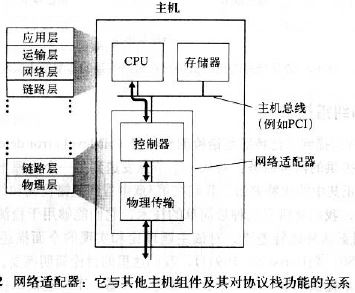 主机
应用层
运输层
网络层
链路层
CPU
存储器
主机总线
(例如PCI)
控制器
网络适配器
链路层
物理层
物理传输
2 网络适配器：它与其他主机组件及其对协议栈功能的关系